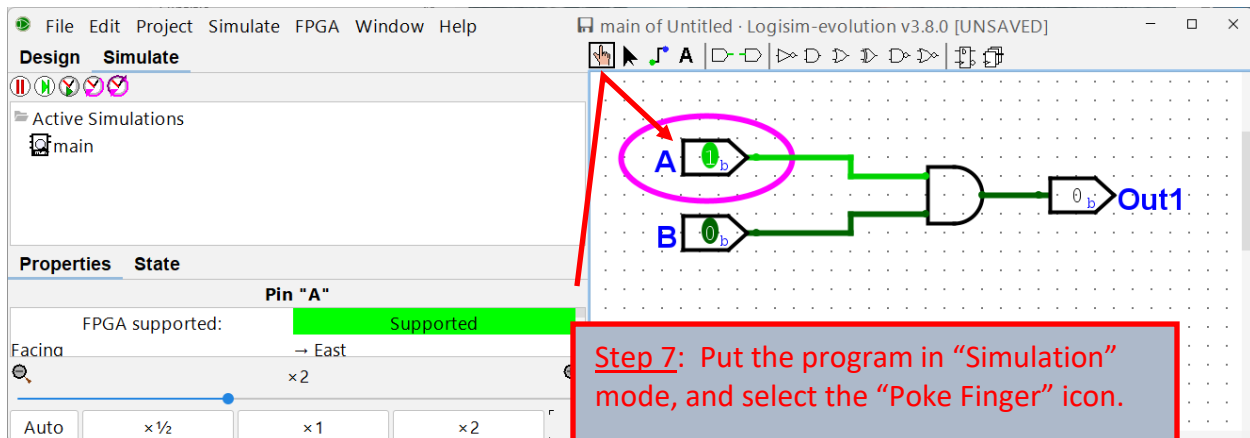 File Edit Project Simulate FPGA Window Help
main of Untitled · Logisim-evolution v3.8.0 [UNSAVED]
Design Simulate
A
Active Simulations
main
A 1 b
0 b Out1
B 0 b
Properties State
Pin "A"
FPGA supported: Supported
Facing → East
×2
Auto ×½ ×1 ×2
Step 7: Put the program in “Simulation”
mode, and select the “Poke Finger” icon.